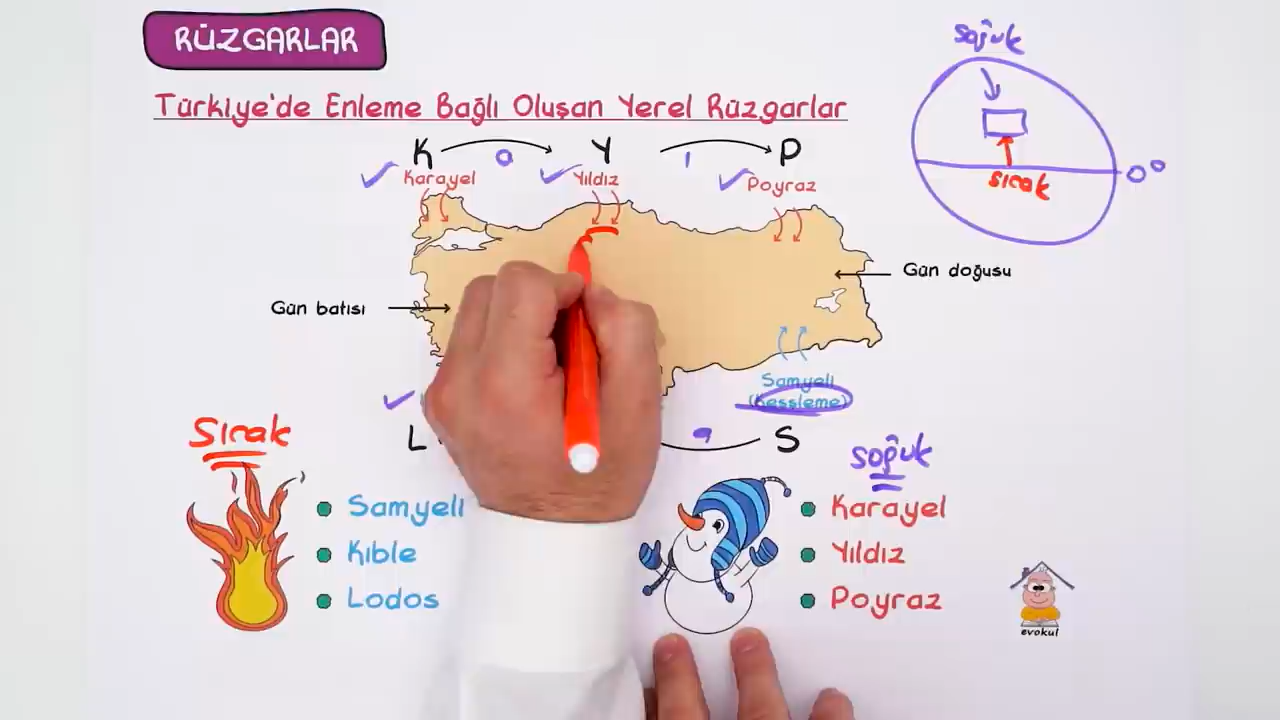 RÜZGARLAR
soğuk
Türkiye'de Enleme Bağlı Oluşan Yerel Rüzgarlar
K a Y ı P
Karayel Yıldız Poyraz
0°
sıcak
Gün doğusu
Gün batısı
Samyeli
(Keşişleme)
L a S
Sıcak
soğuk
Samyeli
Kıble
Lodos
Karayel
Yıldız
Poyraz
evokul